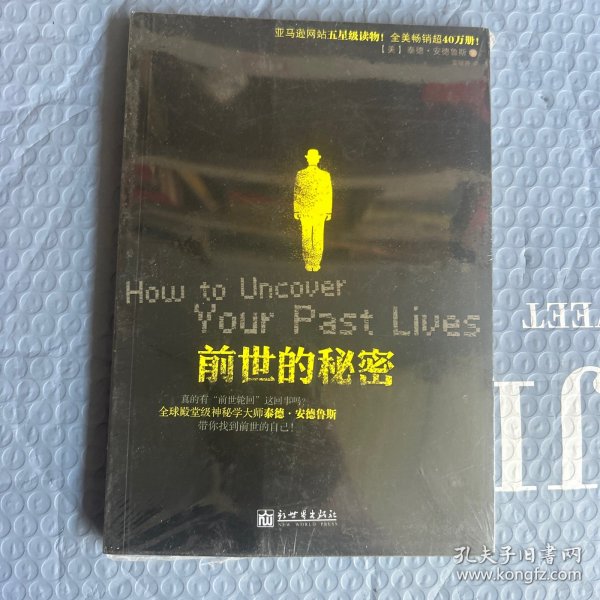 亚马逊网站五星级读物！全美畅销超40万册！
【美】泰德·安德鲁斯 著
How to Uncover
Your Past Lives
前世的秘密
真的有“前世轮回”这回事吗？
全球殿堂级神秘学大师泰德·安德鲁斯
带你找到前世的自己！
新世界出版社
NEW WORLD PRESS
孔夫子旧书网
www.kongfz.com